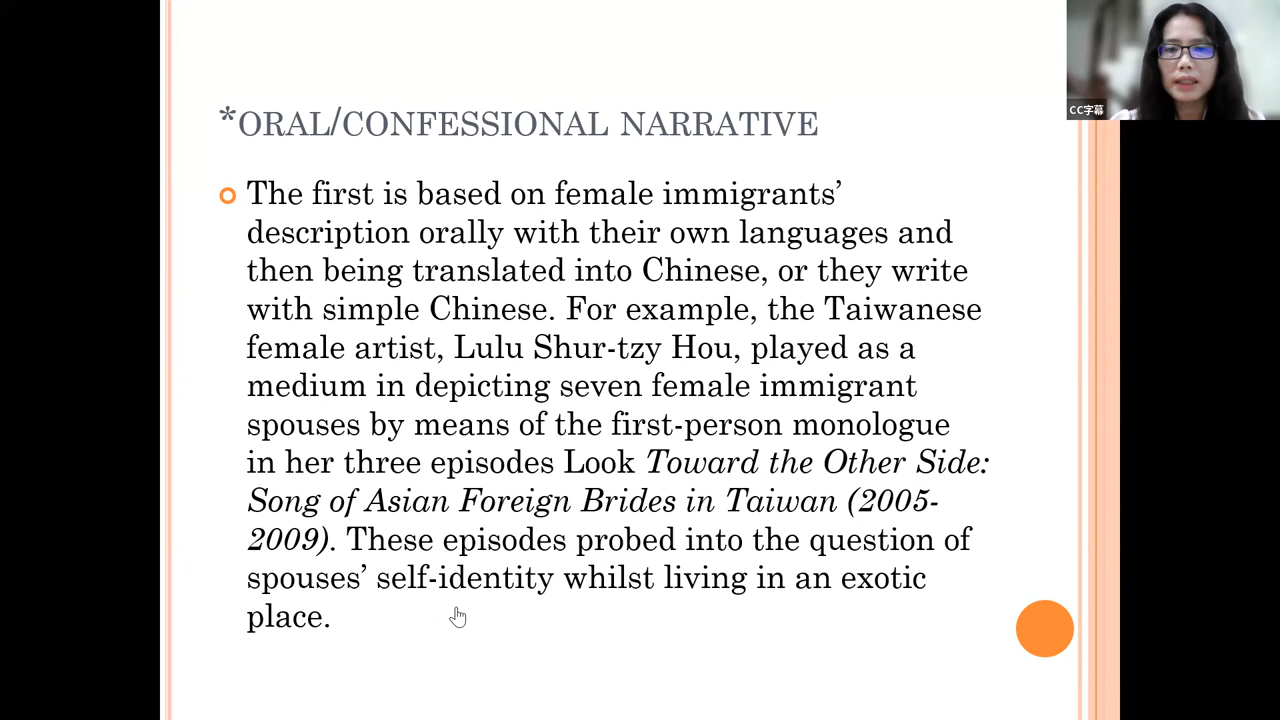 *ORAL/CONFESSIONAL NARRATIVE
The first is based on female immigrants’
description orally with their own languages and
then being translated into Chinese, or they write
with simple Chinese. For example, the Taiwanese
female artist, Lulu Shur-tzy Hou, played as a
medium in depicting seven female immigrant
spouses by means of the first-person monologue
in her three episodes Look Toward the Other Side:
Song of Asian Foreign Brides in Taiwan (2005-
2009). These episodes probed into the question of
spouses’ self-identity whilst living in an exotic
place.
CC字幕